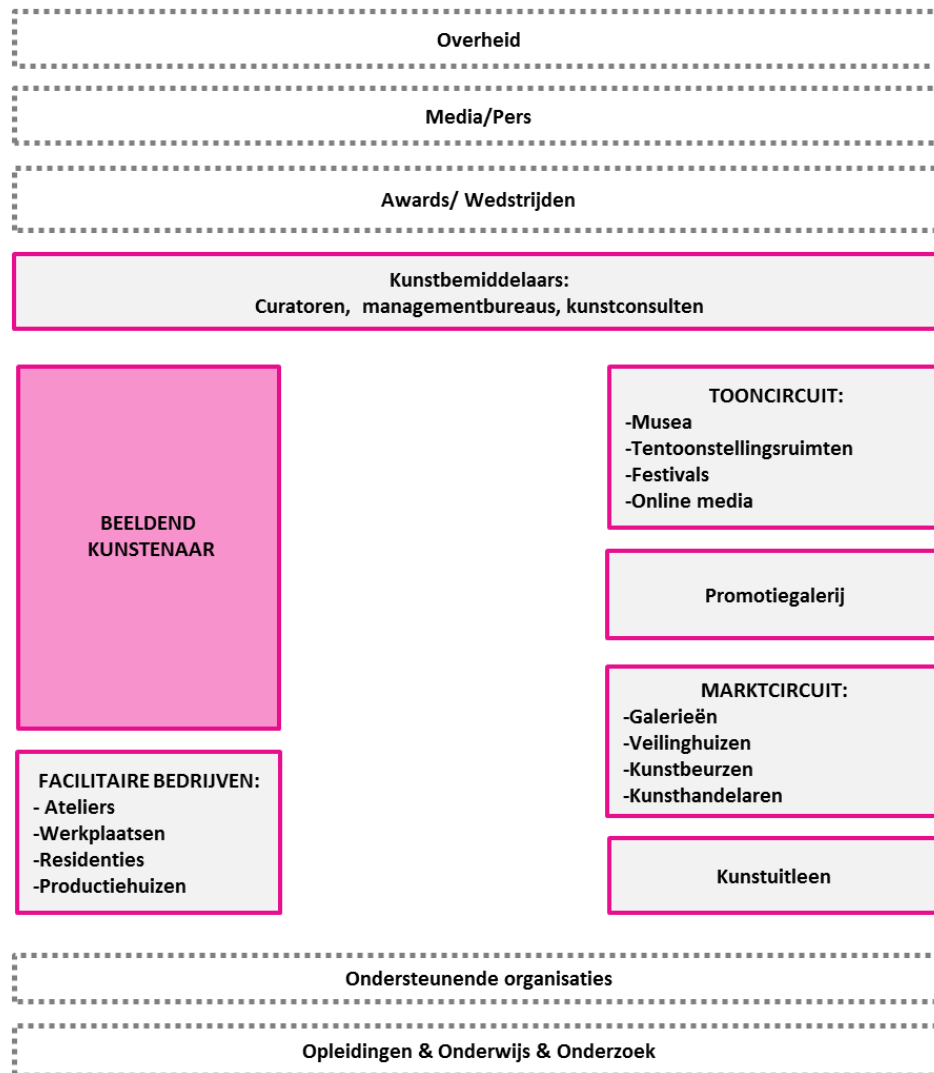 Overheid
Media/Pers
Awards/ Wedstrijden
Kunstbemiddelaars:
Curatoren, managementbureaus, kunstconsulten
BEELDEND
KUNSTENAAR
FACILITAIRE BEDRIJVEN:
- Ateliers
-Werkplaatsen
-Residenties
-Productiehuizen
TOONCIRCUIT:
-Musea
-Tentoonstellingsruimten
-Festivals
-Online media
Promotiegalerij
MARKTCIRCUIT:
-Galerieën
-Veilinghuizen
-Kunstbeurzen
-Kunsthandelaren
Kunstuitleen
Ondersteunende organisaties
Opleidingen & Onderwijs & Onderzoek